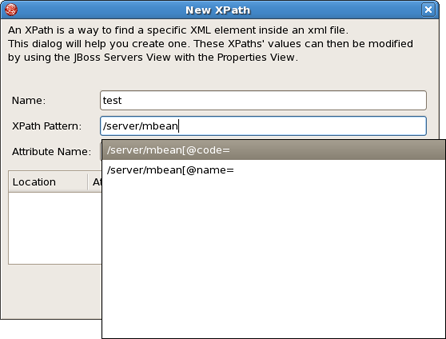 New XPath
An XPath is a way to find a specific XML element inside an xml file.
This dialog will help you create one. These XPaths' values can then be modified
by using the JBoss Servers View with the Properties View.
Name: test
XPath Pattern: /server/mbean
Attribute Name:
/server/mbean[@code=
/server/mbean[@name=
Location